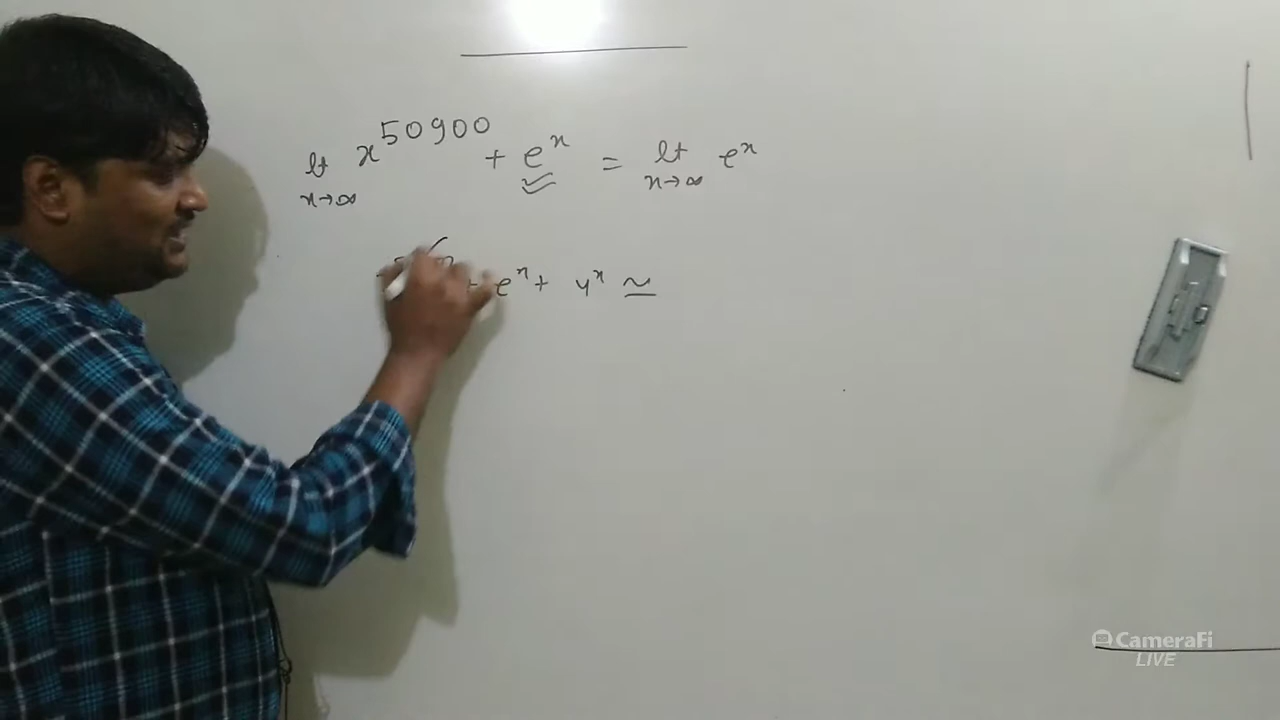 lt x^50900 + e^x = lt e^x
x→∞ x→∞
+ e^x + 4^x ~
CameraFi
LIVE